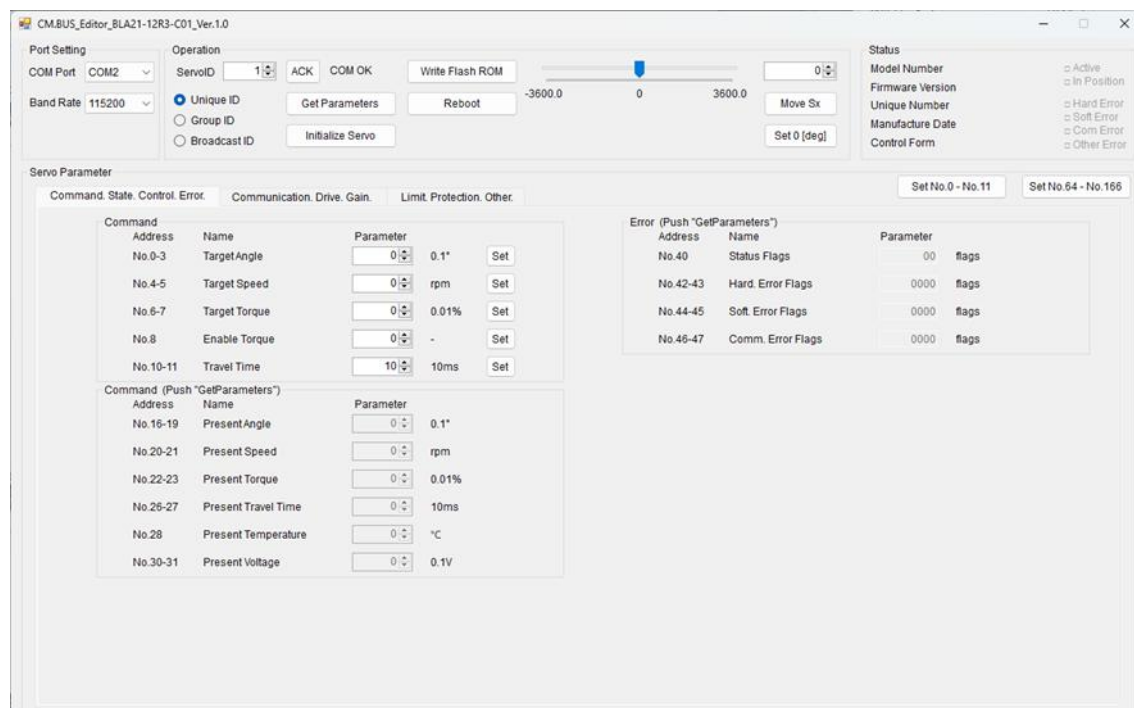 CM.BUS_Editor_BLA21-12R3-C01_Ver.1.0
Port Setting
COM Port COM2
Band Rate 115200
Operation
ServoID 1 ACK COM OK Write Flash ROM
Unique ID Get Parameters Reboot
Group ID
Broadcast ID Initialize Servo
-3600.0 0 3600.0
0
Move Sx
Set 0 [deg]
Status
Model Number Active
In Position
Firmware Version
Unique Number Hard Error
Soft Error
Manufacture Date
Com Error
Control Form Other Error
Servo Parameter
Set No.0 - No.11 Set No.64 - No.166
Command. State. Control. Error. Communication. Drive. Gain. Limit. Protection. Other.
Command
Address Name Parameter
No.0-3 Target Angle 0 0.1° Set
No.4-5 Target Speed 0 rpm Set
No.6-7 Target Torque 0 0.01% Set
No.8 Enable Torque 0 - Set
No.10-11 Travel Time 10 10ms Set
Command (Push "GetParameters")
Address Name Parameter
No.16-19 Present Angle 0 0.1°
No.20-21 Present Speed 0 rpm
No.22-23 Present Torque 0 0.01%
No.26-27 Present Travel Time 0 10ms
No.28 Present Temperature 0 °C
No.30-31 Present Voltage 0 0.1V
Error (Push "GetParameters")
Address Name Parameter
No.40 Status Flags 00 flags
No.42-43 Hard. Error Flags 0000 flags
No.44-45 Soft. Error Flags 0000 flags
No.46-47 Comm. Error Flags 0000 flags